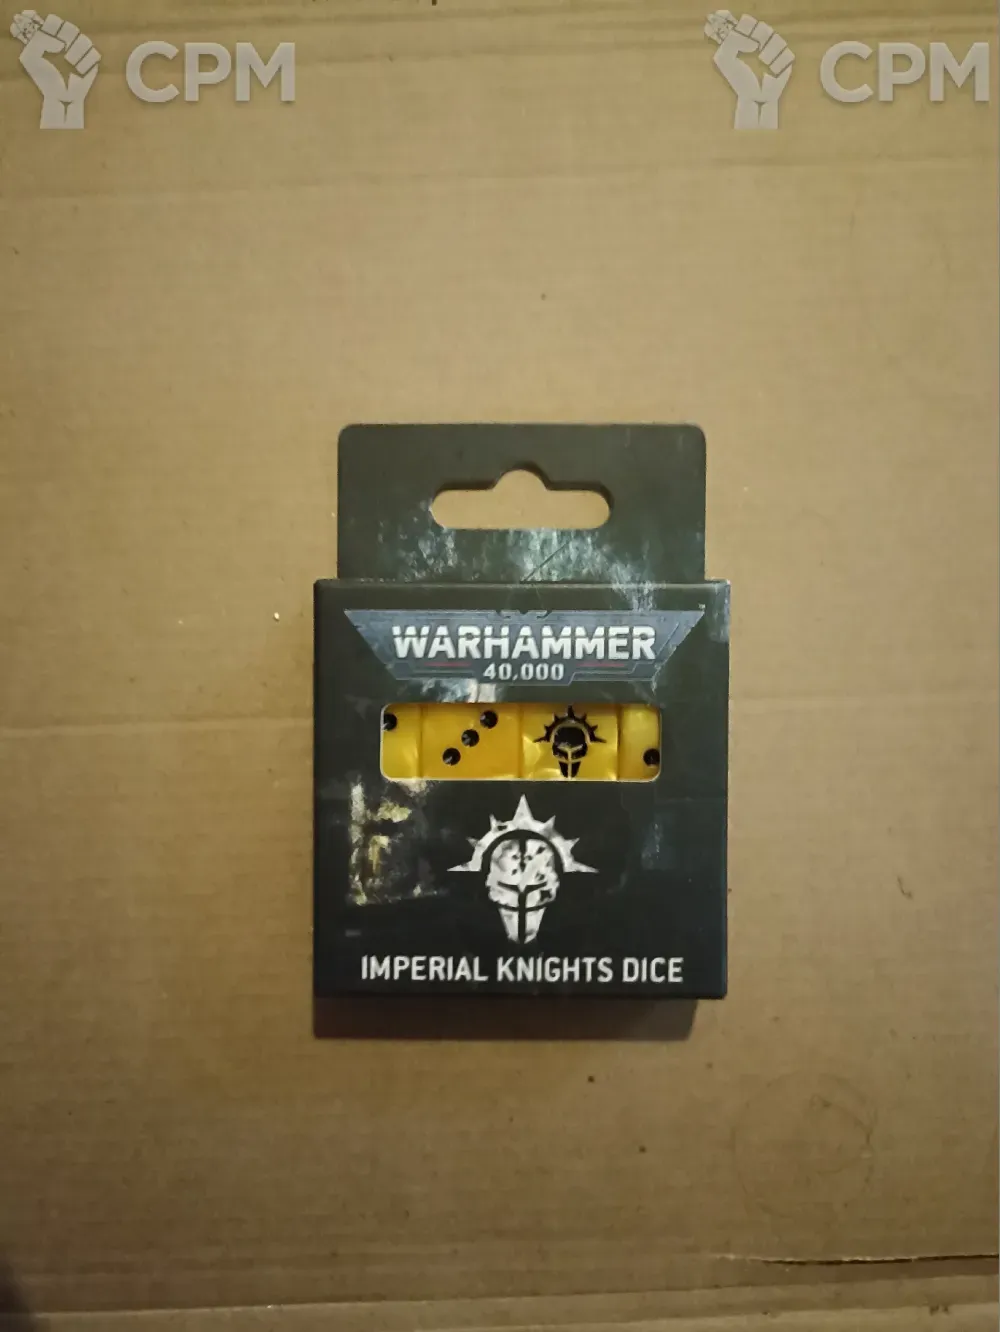 CPM CPM
WARHAMMER
40,000
IMPERIAL KNIGHTS DICE